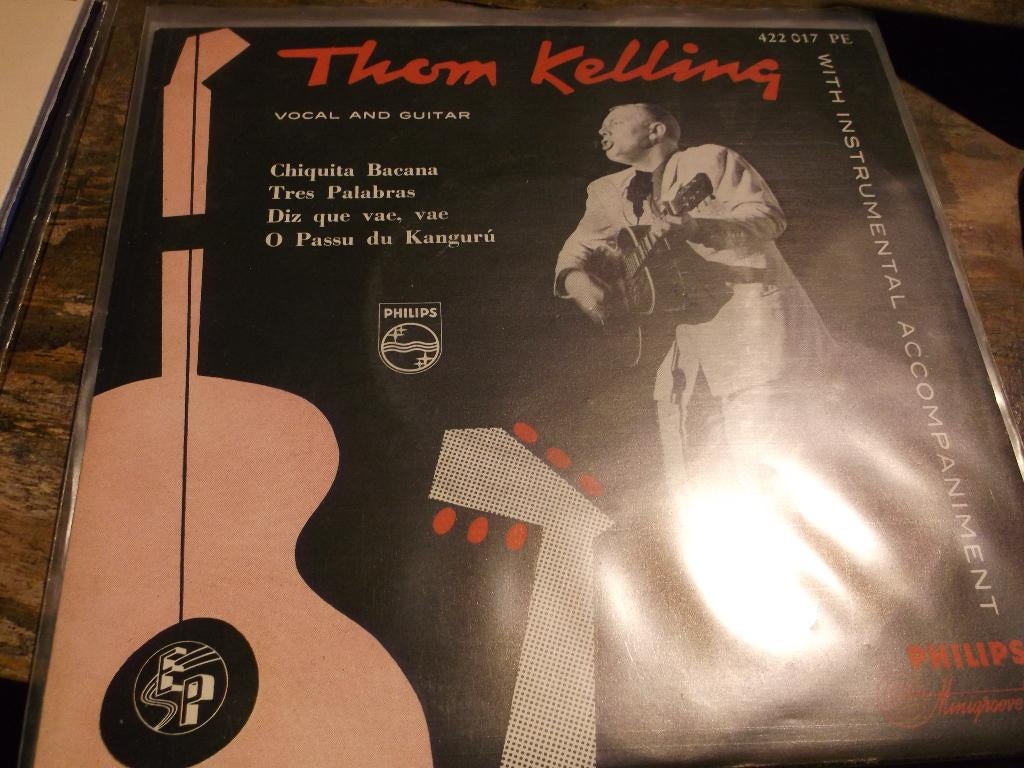 422 017 PE
Thom Kelling
VOCAL AND GUITAR
WITH INSTRUMENTAL ACCOMPANIMENT
Chiquita Bacana
Tres Palabras
Diz que vae, vae
O Passu du Kangurú
PHILIPS
EP
PHILIPS
Minigroove